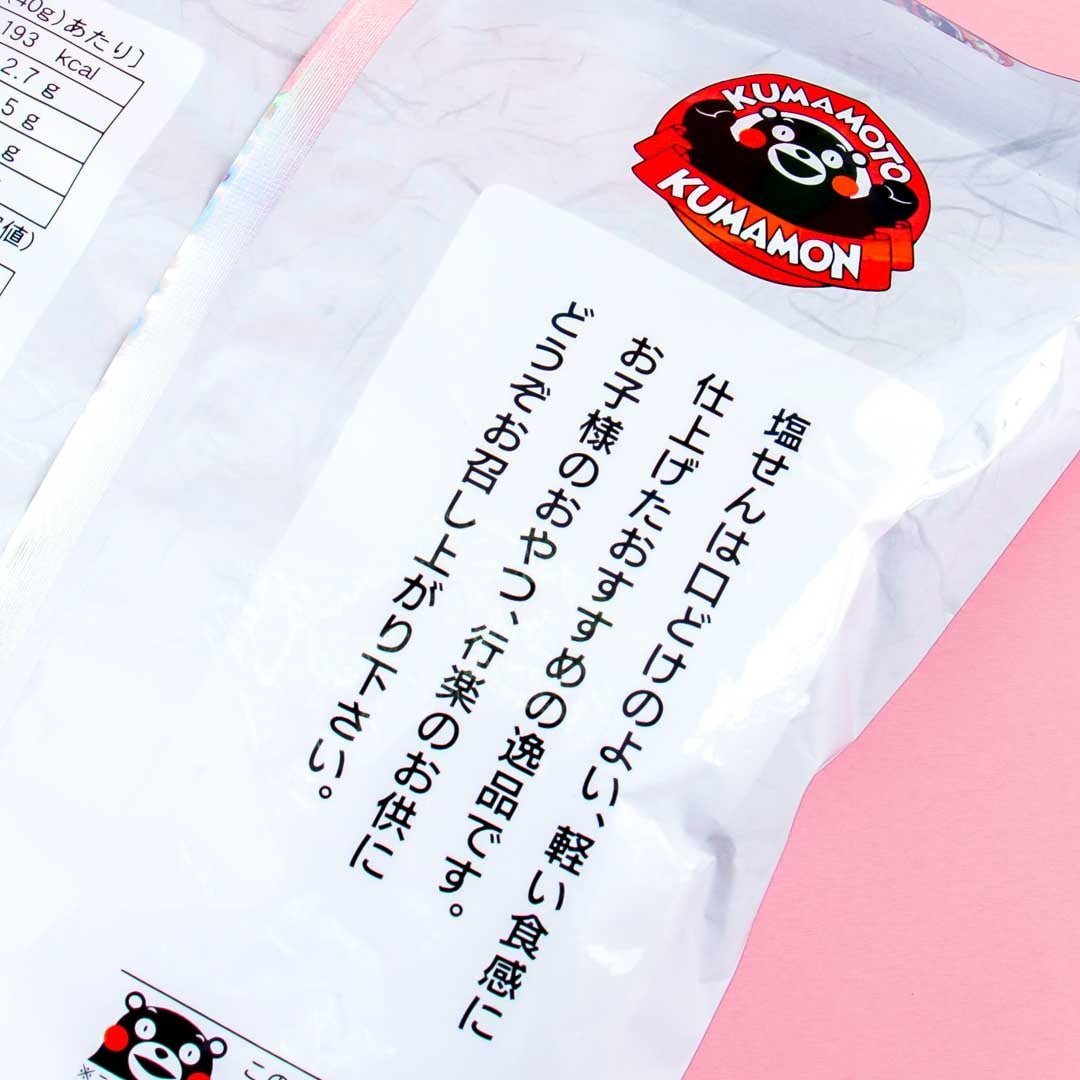 (40g)あたり]
193 kcal
2.7 g
5 g
g
値)
KUMAMOTO
KUMAMON
塩せんは口どけのよい、軽い食感に
仕上げたおすすめの逸品です。
お子様のおやつ、行楽のお供に
どうぞお召し上がり下さい。
この